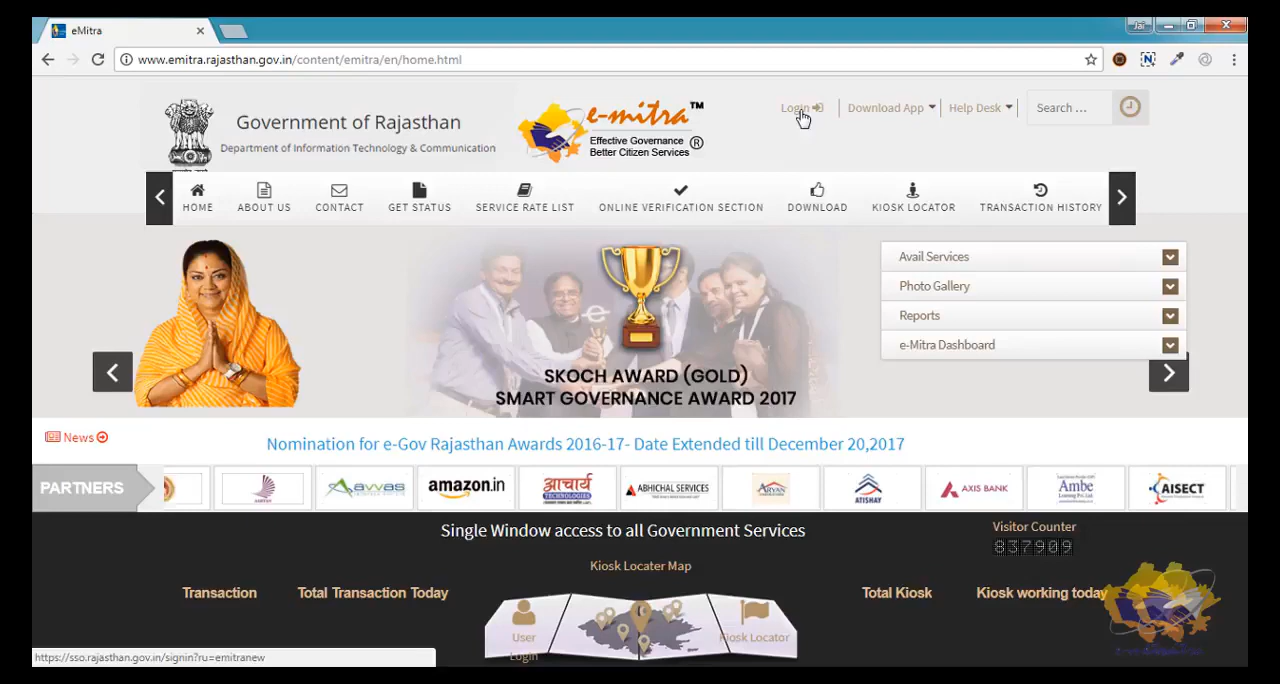 eMitra
Jai
www.emitra.rajasthan.gov.in/content/emitra/en/home.html
Government of Rajasthan
Department of Information Technology & Communication
e-mitra™
Effective Governance
Better Citizen Services ®
Login
Download App
Help Desk
Search ...
HOME
ABOUT US
CONTACT
GET STATUS
SERVICE RATE LIST
ONLINE VERIFICATION SECTION
DOWNLOAD
KIOSK LOCATOR
TRANSACTION HISTORY
Avail Services
Photo Gallery
Reports
e-Mitra Dashboard
SKOCH AWARD (GOLD)
SMART GOVERNANCE AWARD 2017
News
Nomination for e-Gov Rajasthan Awards 2016-17- Date Extended till December 20,2017
PARTNERS
AAVVAS
amazon.in
आचार्य
TECHNOLOGIES
ABHICHAL SERVICES
ARYAN
ATISHAY
AXIS BANK
Ambe
AISECT
Single Window access to all Government Services
Visitor Counter
837909
Kiosk Locater Map
Transaction
Total Transaction Today
Total Kiosk
Kiosk working today
User
Login
Kiosk Locator
https://sso.rajasthan.gov.in/signin?ru=emitranew